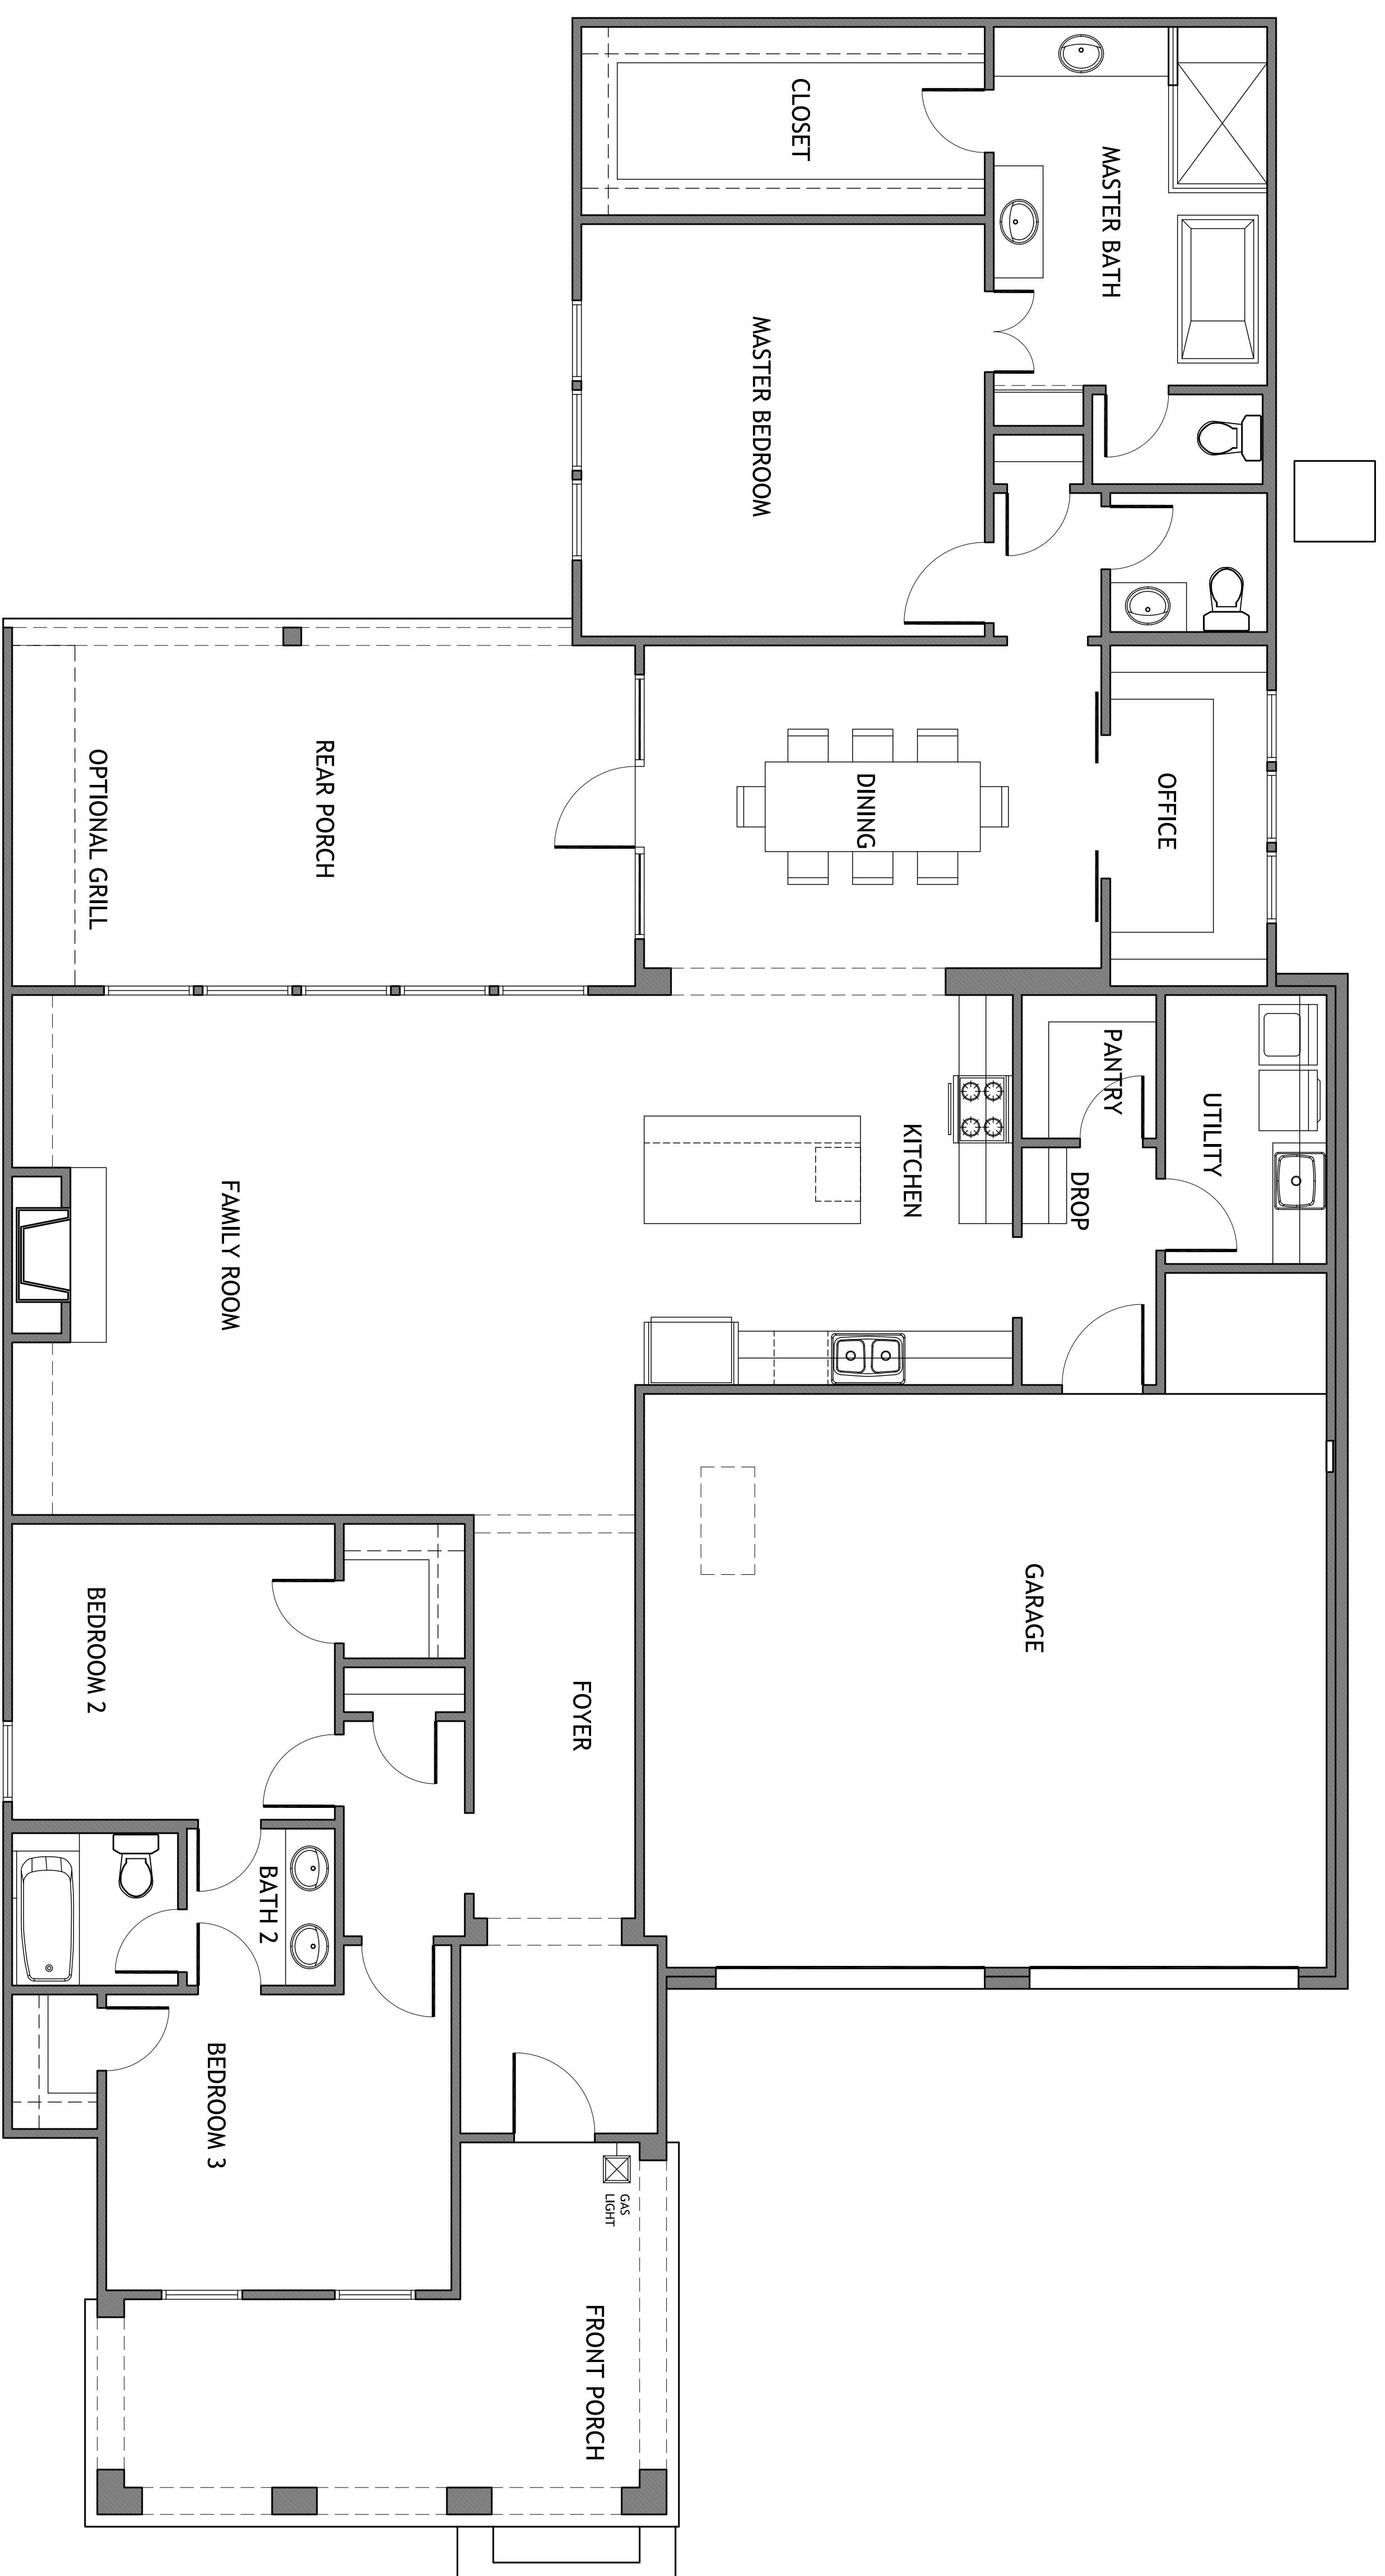 CLOSET
MASTER BATH
MASTER BEDROOM
OFFICE
DINING
REAR PORCH
OPTIONAL GRILL
PANTRY
UTILITY
DROP
KITCHEN
FAMILY ROOM
GARAGE
FOYER
BEDROOM 2
BATH 2
BEDROOM 3
GAS
LIGHT
FRONT PORCH